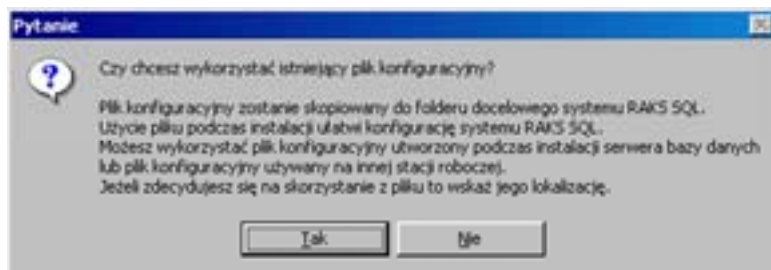 Pytanie
Czy chcesz wykorzystać istniejący plik konfiguracyjny?
Plik konfiguracyjny zostanie skopiowany do folderu docelowego systemu RAKS SQL.
Użycie pliku podczas instalacji ułatwi konfigurację systemu RAKS SQL.
Możesz wykorzystać plik konfiguracyjny utworzony podczas instalacji serwera bazy danych
lub plik konfiguracyjny używany na innej stacji roboczej.
Jeżeli zdecydujesz się na skorzystanie z pliku to wskaż jego lokalizację.
Tak Nie